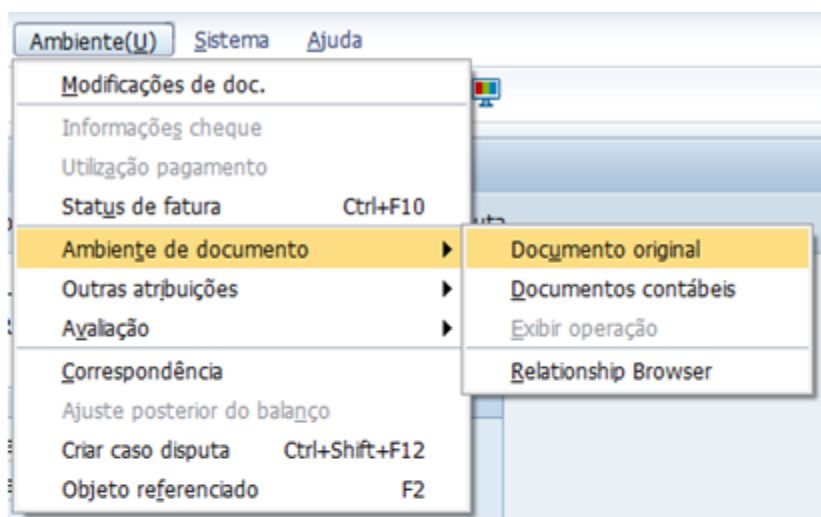 Ambiente(U) Sistema Ajuda
Modificações de doc.
Informações cheque
Utilização pagamento
Status de fatura Ctrl+F10
Ambiente de documento
Outras atribuições
Avaliação
Correspondência
Ajuste posterior do balanço
Criar caso disputa Ctrl+Shift+F12
Objeto referenciado F2
Documento original
Documentos contábeis
Exibir operação
Relationship Browser